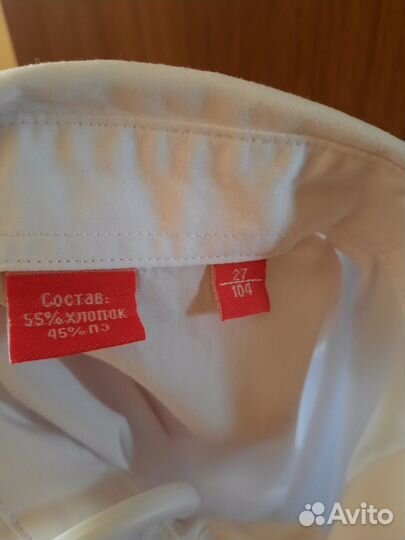 Состав:
55% хлопок
45% пэ
27
104
Avito